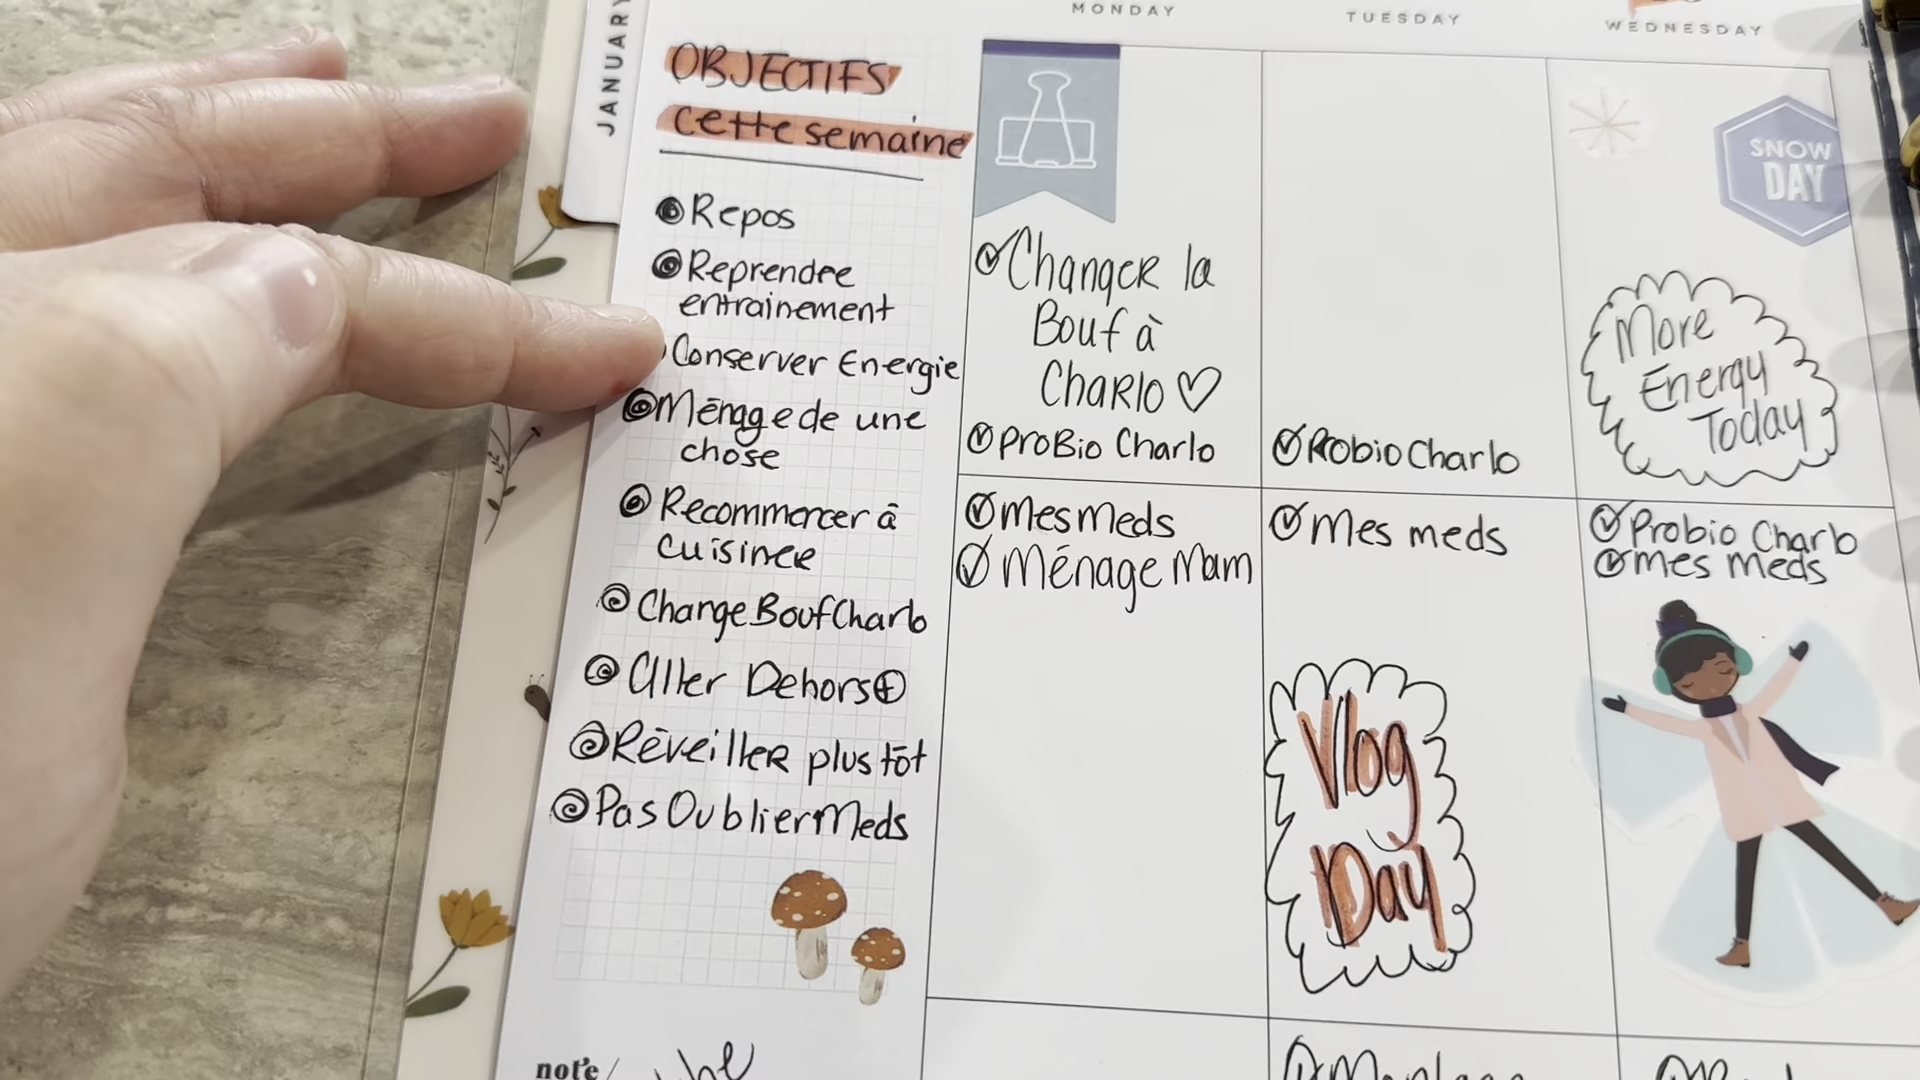 JANUARY
MONDAY
TUESDAY
WEDNESDAY
OBJECTIFS
cette semaine
Repos
Reprendre
entrainement
Conserver Energie
Ménage de une
chose
Recommencer à
cuisiner
Change Bouf Charlo
Aller Dehors +
Réveiller plus tôt
Pas Oublier Meds
note/
Changer la
Bouf à
Charlo ♡
ProBio Charlo
mes meds
Ménage Mam
Probio Charlo
Mes meds
Vlog
Day
SNOW
DAY
More
Energy
Today
Probio Charlo
mes meds